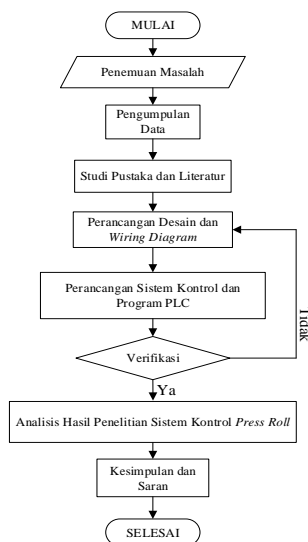 MULAI
Penemuan Masalah
Pengumpulan
Data
Studi Pustaka dan Literatur
Perancangan Desain dan
Wiring Diagram
Perancangan Sistem Kontrol dan
Program PLC
Tidak
Verifikasi
Ya
Analisis Hasil Penelitian Sistem Kontrol Press Roll
Kesimpulan dan
Saran
SELESAI